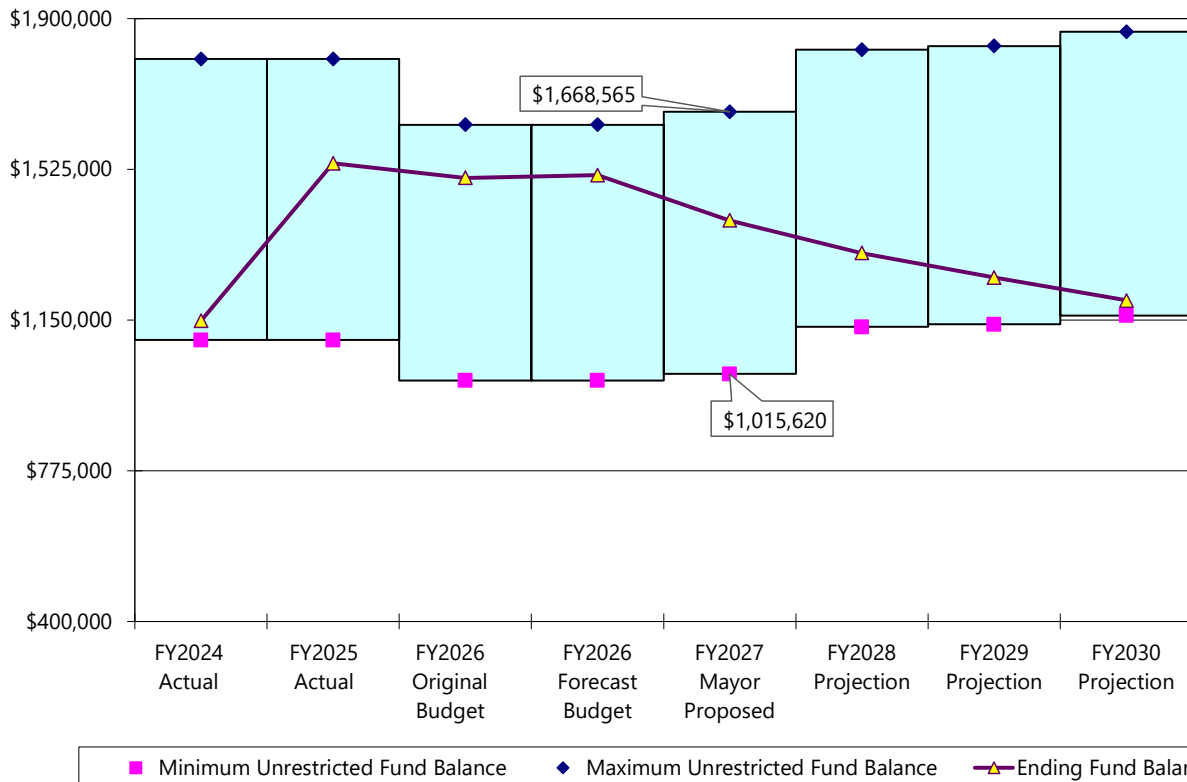 $1,900,000
$1,668,565
$1,525,000
$1,150,000
$1,015,620
$775,000
$400,000
FY2024 Actual
FY2025 Actual
FY2026 Original Budget
FY2026 Forecast Budget
FY2027 Mayor Proposed
FY2028 Projection
FY2029 Projection
FY2030 Projection
Minimum Unrestricted Fund Balance
Maximum Unrestricted Fund Balance
Ending Fund